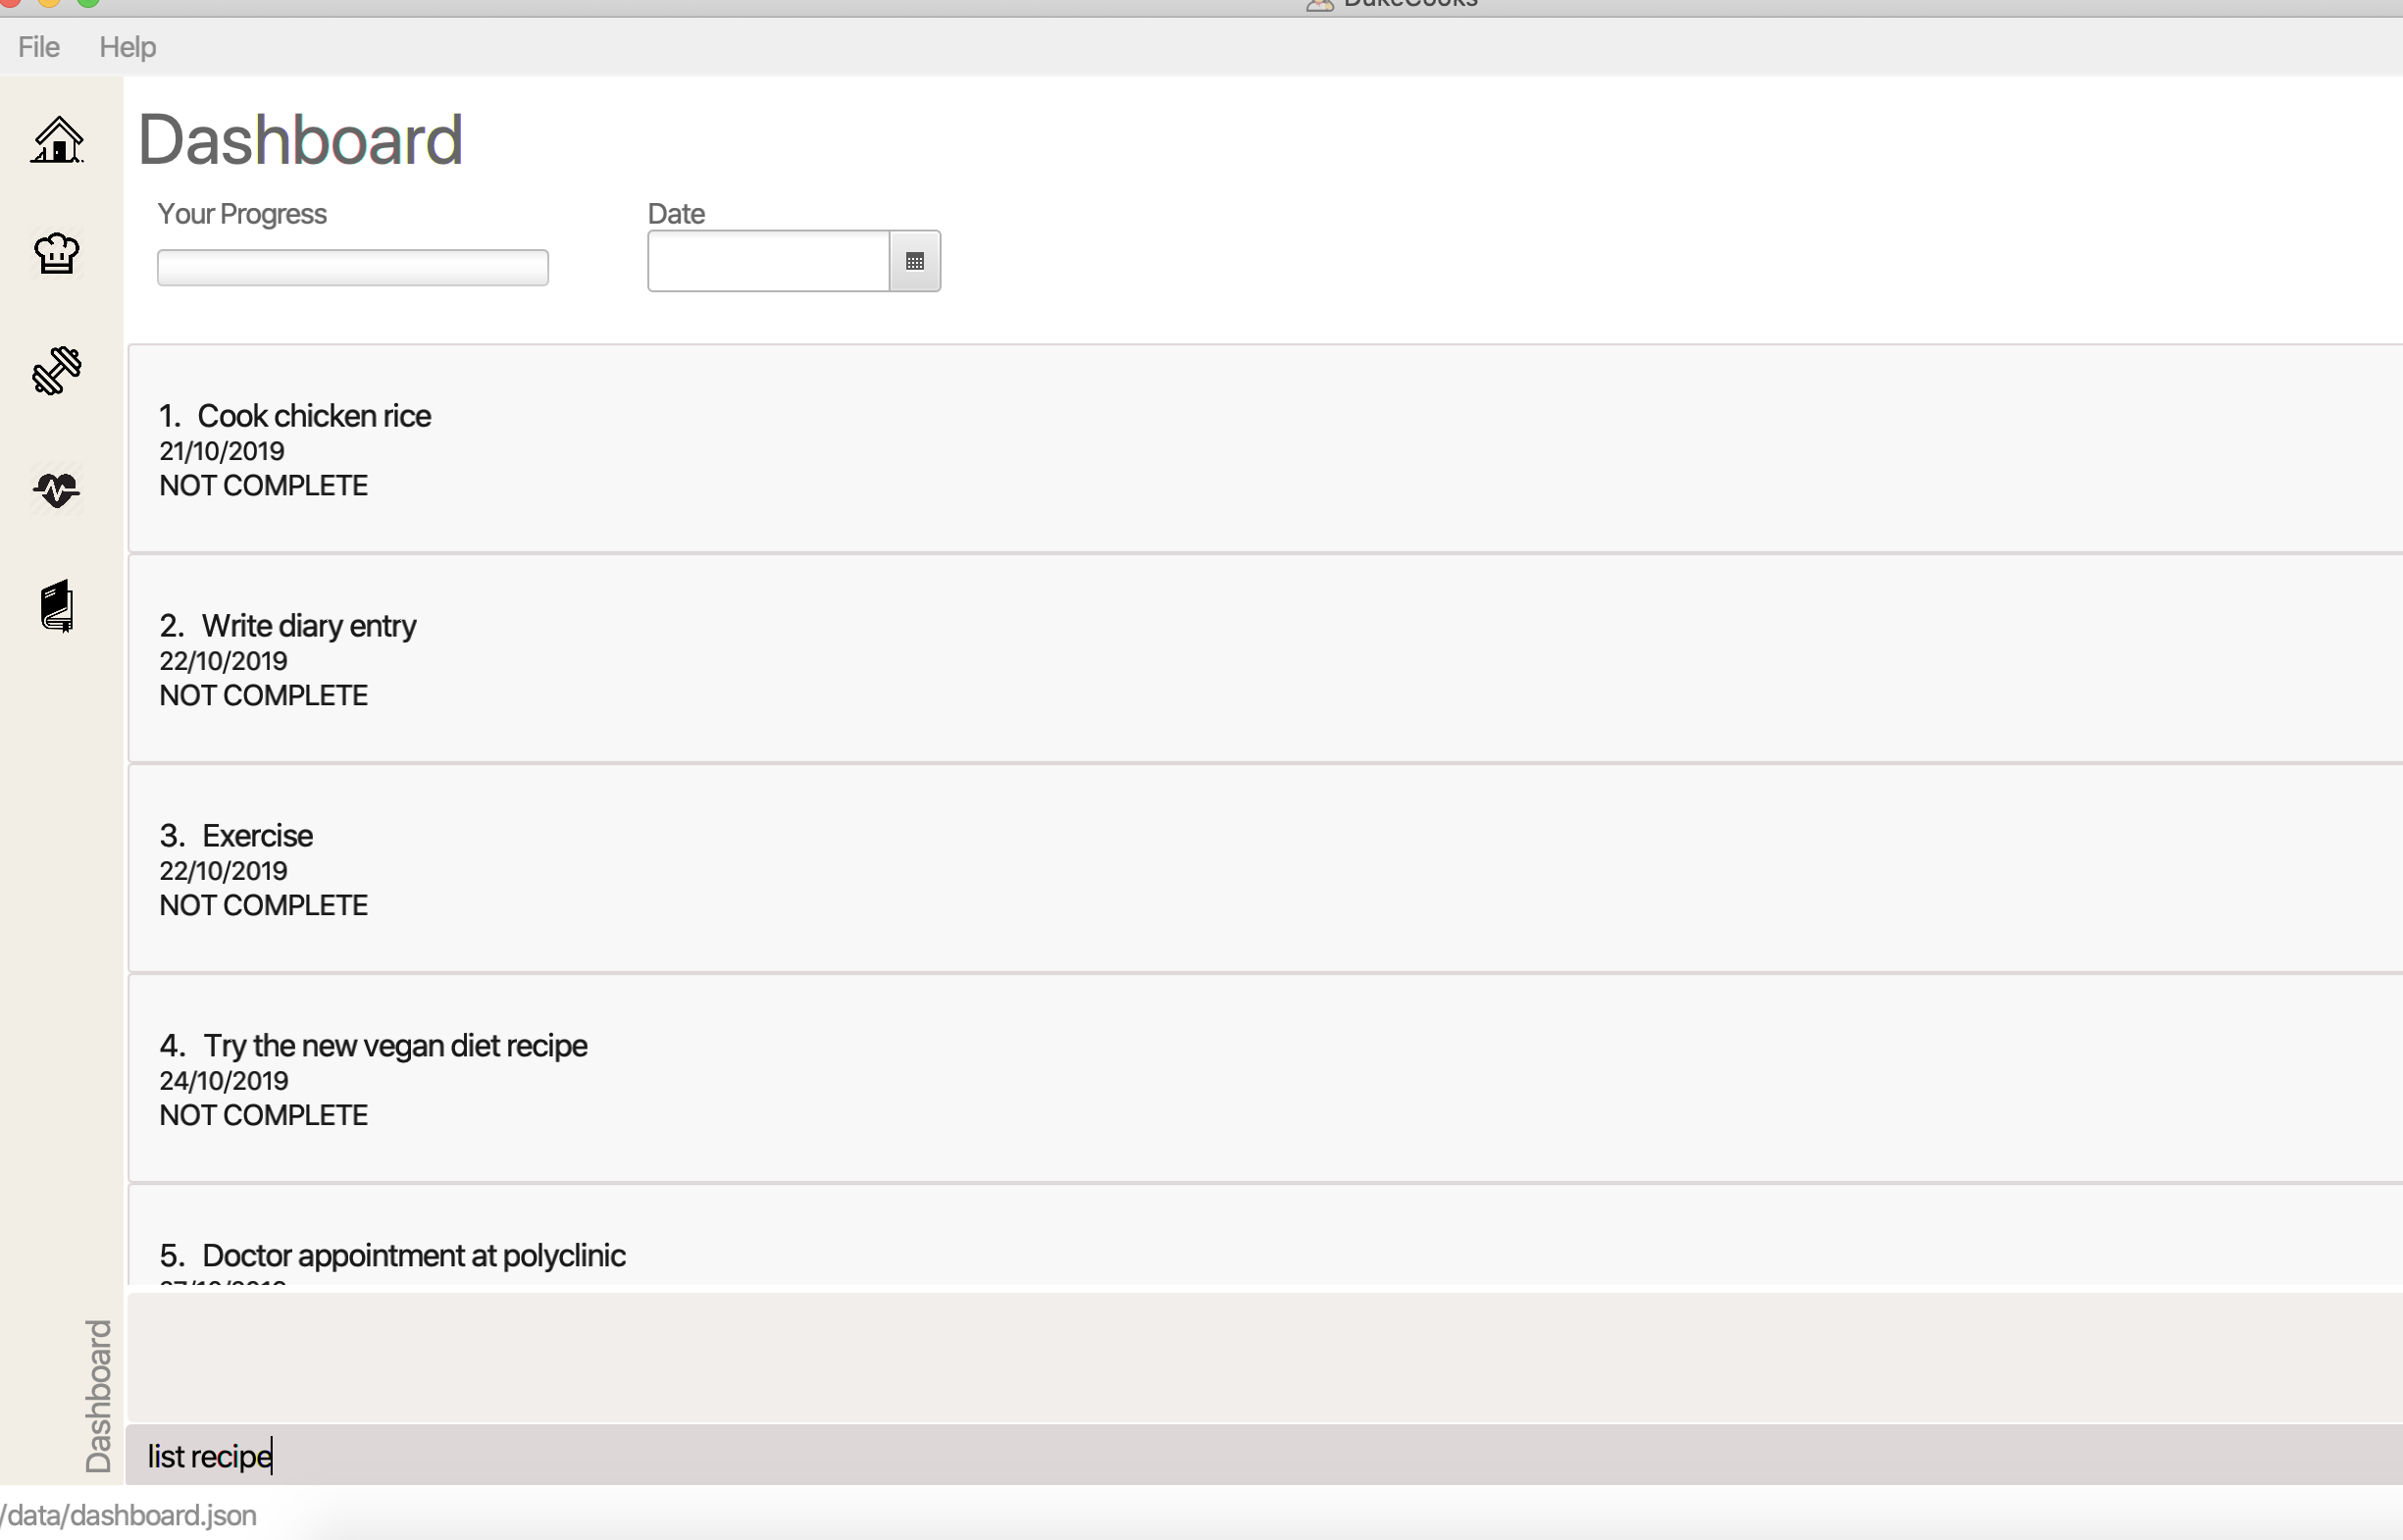 DukeCooks
File Help
Dashboard
Your Progress
Date
1. Cook chicken rice
21/10/2019
NOT COMPLETE
2. Write diary entry
22/10/2019
NOT COMPLETE
3. Exercise
22/10/2019
NOT COMPLETE
4. Try the new vegan diet recipe
24/10/2019
NOT COMPLETE
5. Doctor appointment at polyclinic
Dashboard
list recipe
/data/dashboard.json